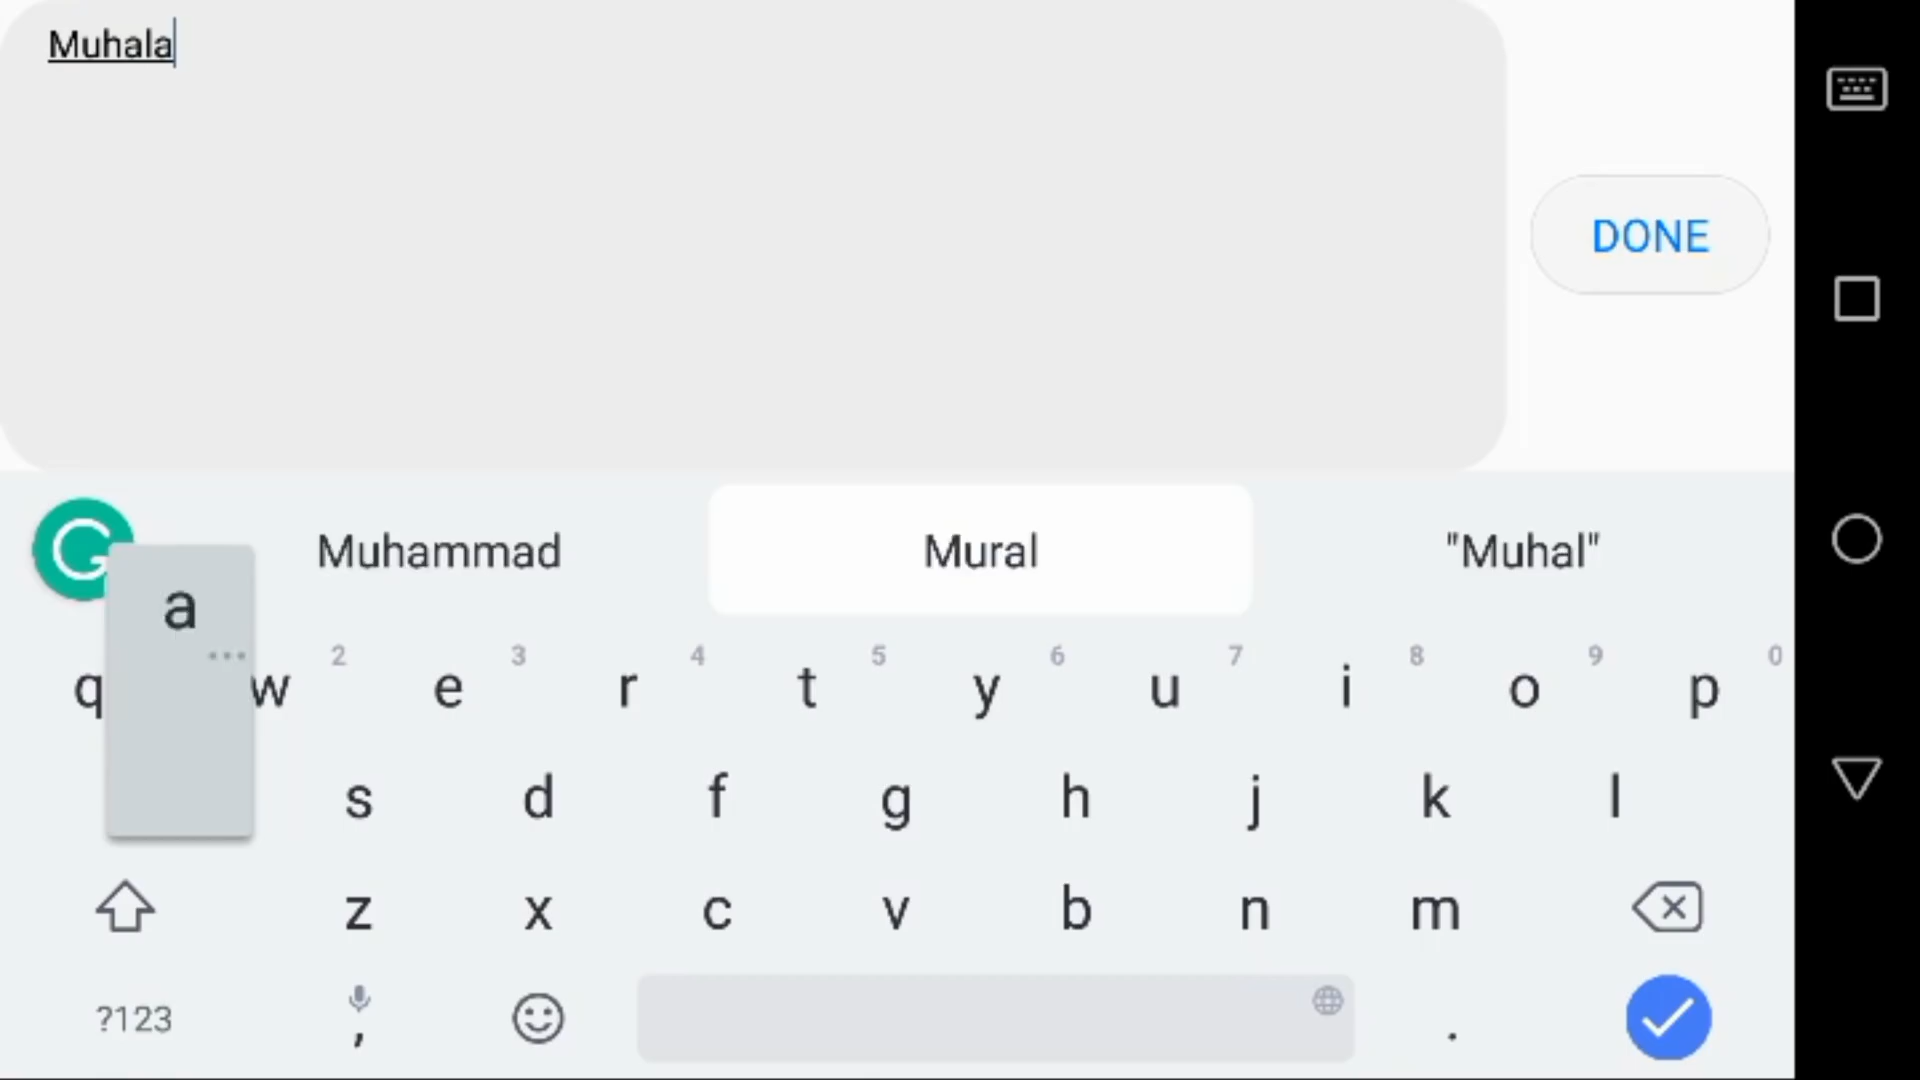 Muhala
DONE
Muhammad Mural "Muhal"
a
2 3 4 5 6 7 8 9 0
q w e r t y u i o p
s d f g h j k l
z x c v b n m
?123 , .